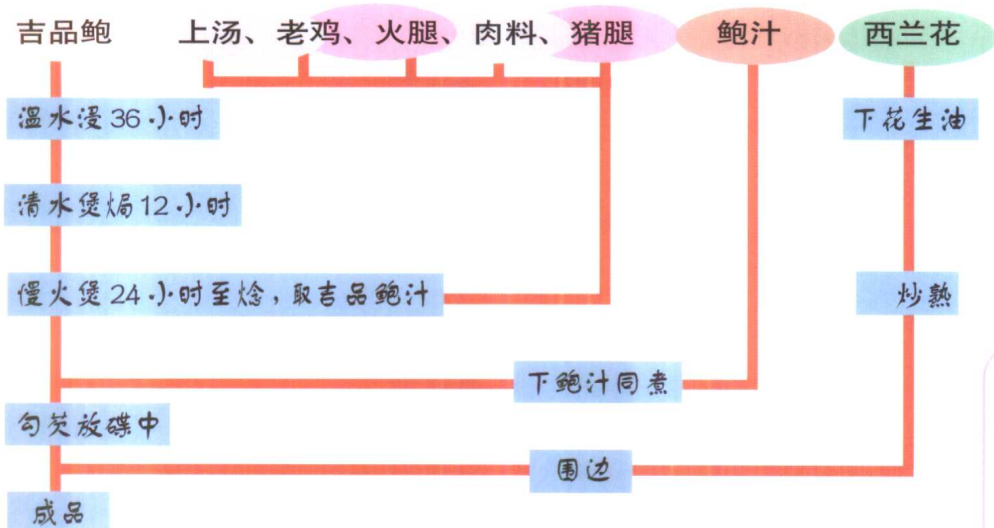 吉品鲍 上汤、老鸡、火腿、肉料、猪腿 鲍汁 西兰花
温水浸36小时 下花生油
清水煲焗12小时
慢火煲24小时至焾，取吉品鲍汁 炒熟
下鲍汁同煮
勾芡放碟中
围边
成品